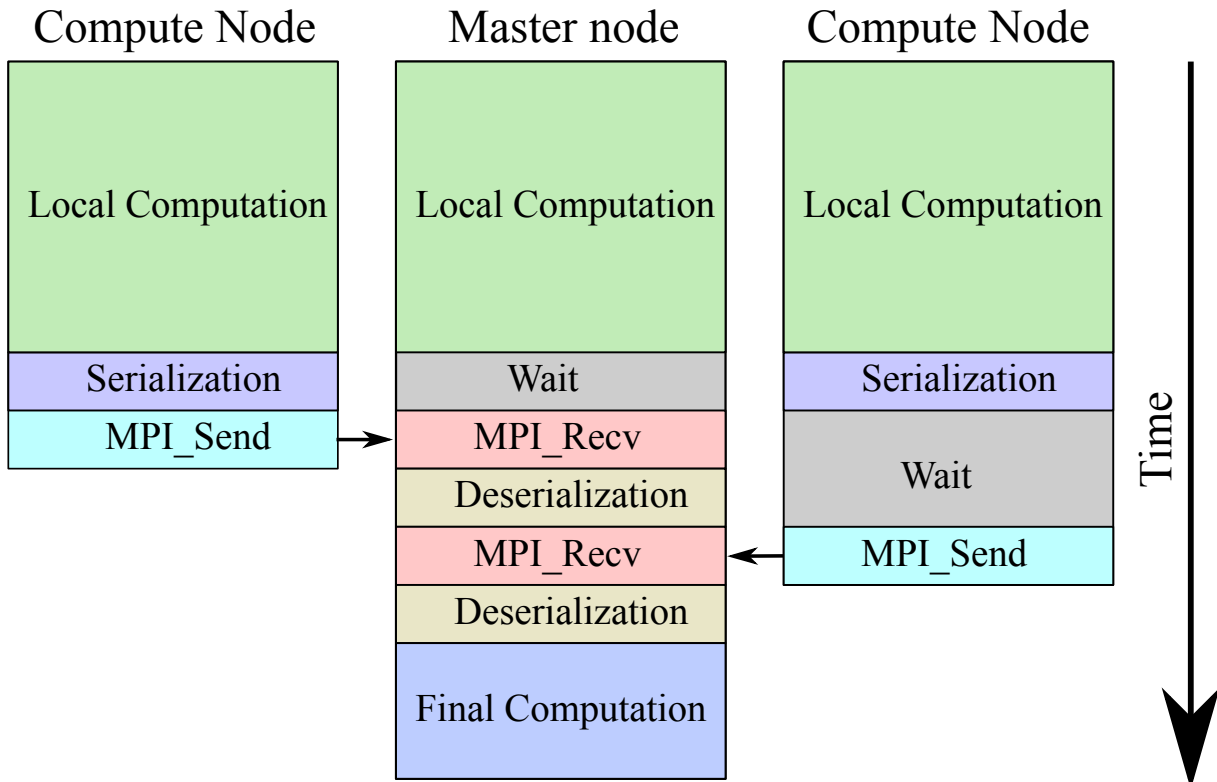 Compute Node
Master node
Compute Node
Local Computation
Local Computation
Local Computation
Serialization
Wait
Serialization
MPI_Send
MPI_Recv
Wait
Deserialization
MPI_Recv
MPI_Send
Deserialization
Final Computation
Time